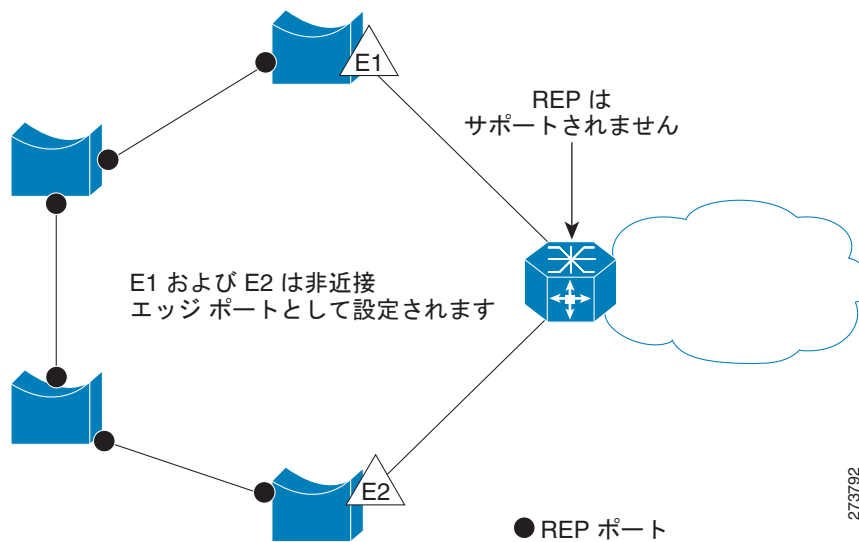 E1
REP は
サポートされません
E1 および E2 は非近接
エッジ ポートとして設定されます
E2
REP ポート
273792